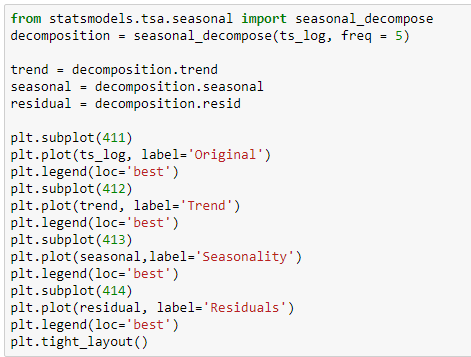 from statsmodels.tsa.seasonal import seasonal_decompose
decomposition = seasonal_decompose(ts_log, freq = 5)

trend = decomposition.trend
seasonal = decomposition.seasonal
residual = decomposition.resid

plt.subplot(411)
plt.plot(ts_log, label='Original')
plt.legend(loc='best')
plt.subplot(412)
plt.plot(trend, label='Trend')
plt.legend(loc='best')
plt.subplot(413)
plt.plot(seasonal,label='Seasonality')
plt.legend(loc='best')
plt.subplot(414)
plt.plot(residual, label='Residuals')
plt.legend(loc='best')
plt.tight_layout()